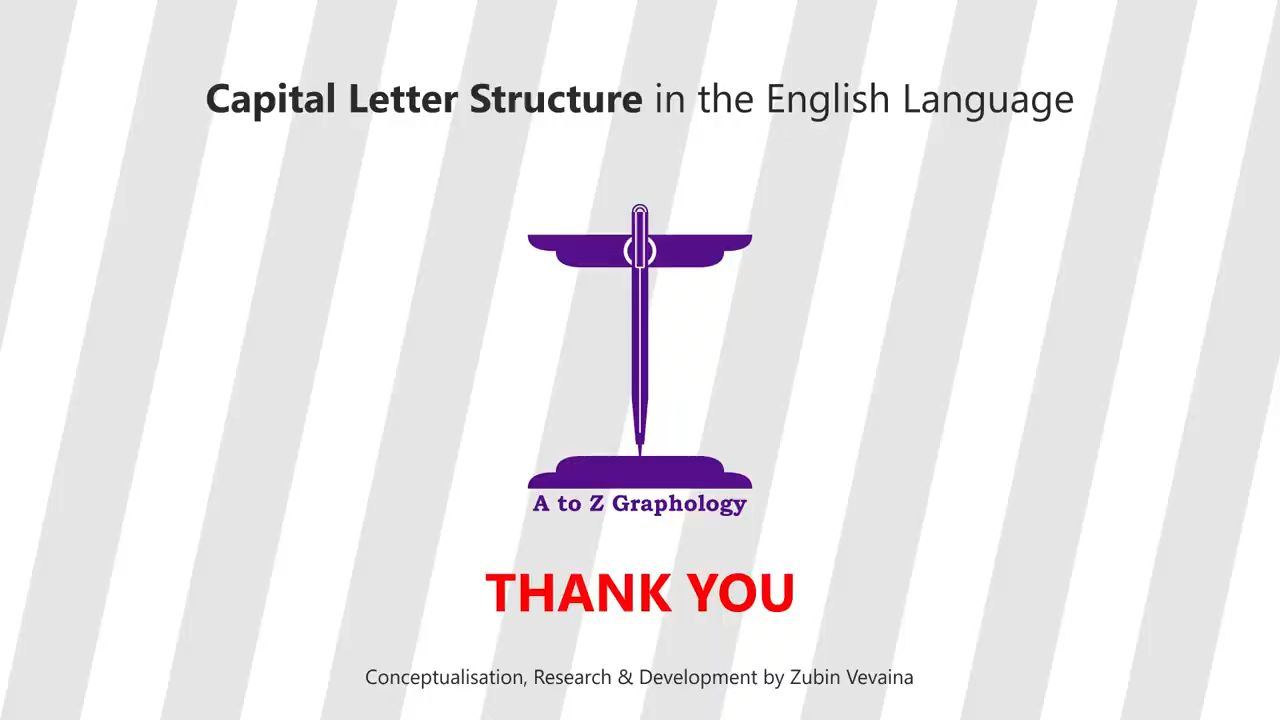 Capital Letter Structure in the English Language
A to Z Graphology
THANK YOU
Conceptualisation, Research & Development by Zubin Vevaina